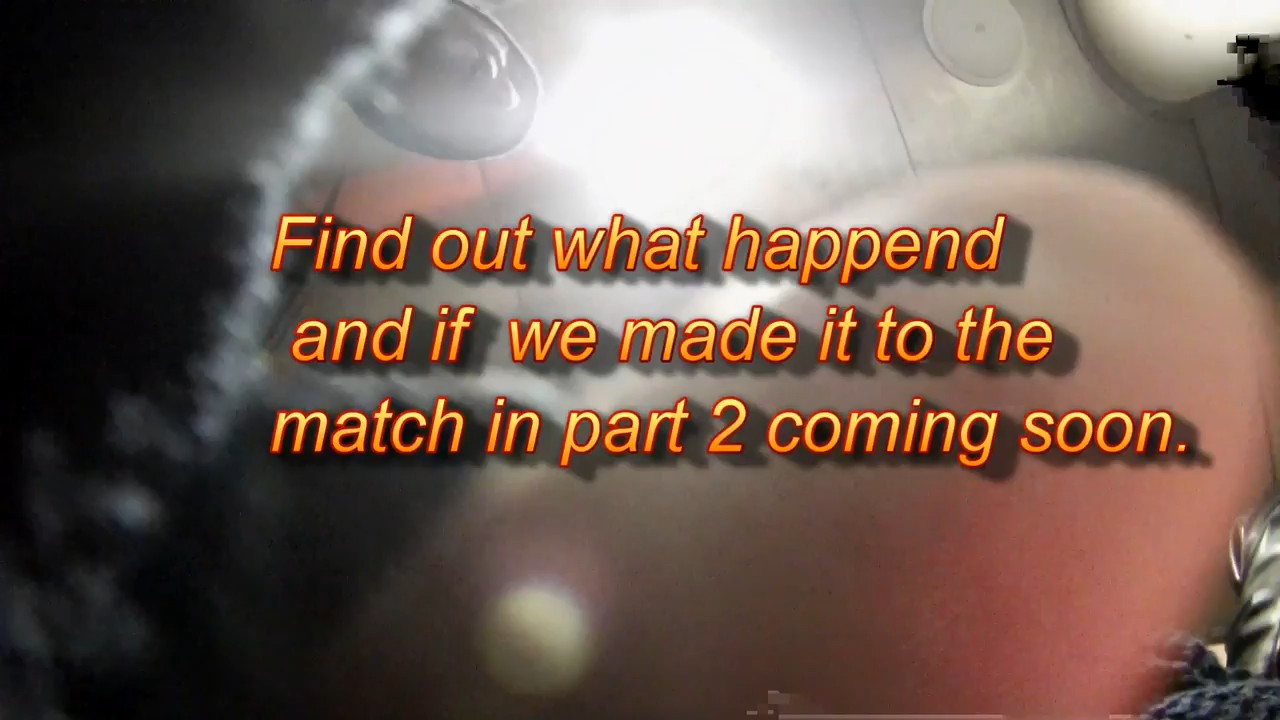 Find out what happend
and if we made it to the
match in part 2 coming soon.